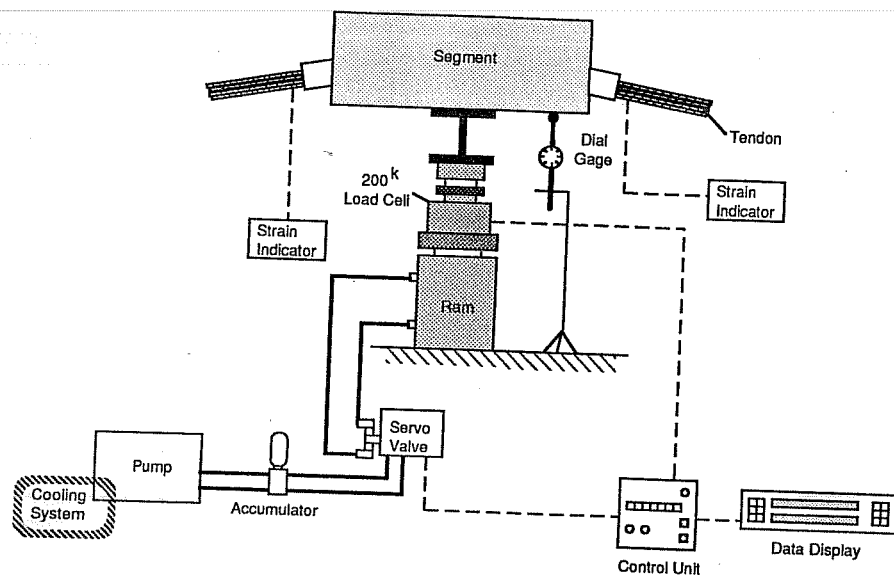 Segment
Tendon
Dial
Gage
200k
Load Cell
Strain
Indicator
Strain
Indicator
Ram
Servo
Valve
Pump
Cooling
System
Accumulator
Control Unit
Data Display